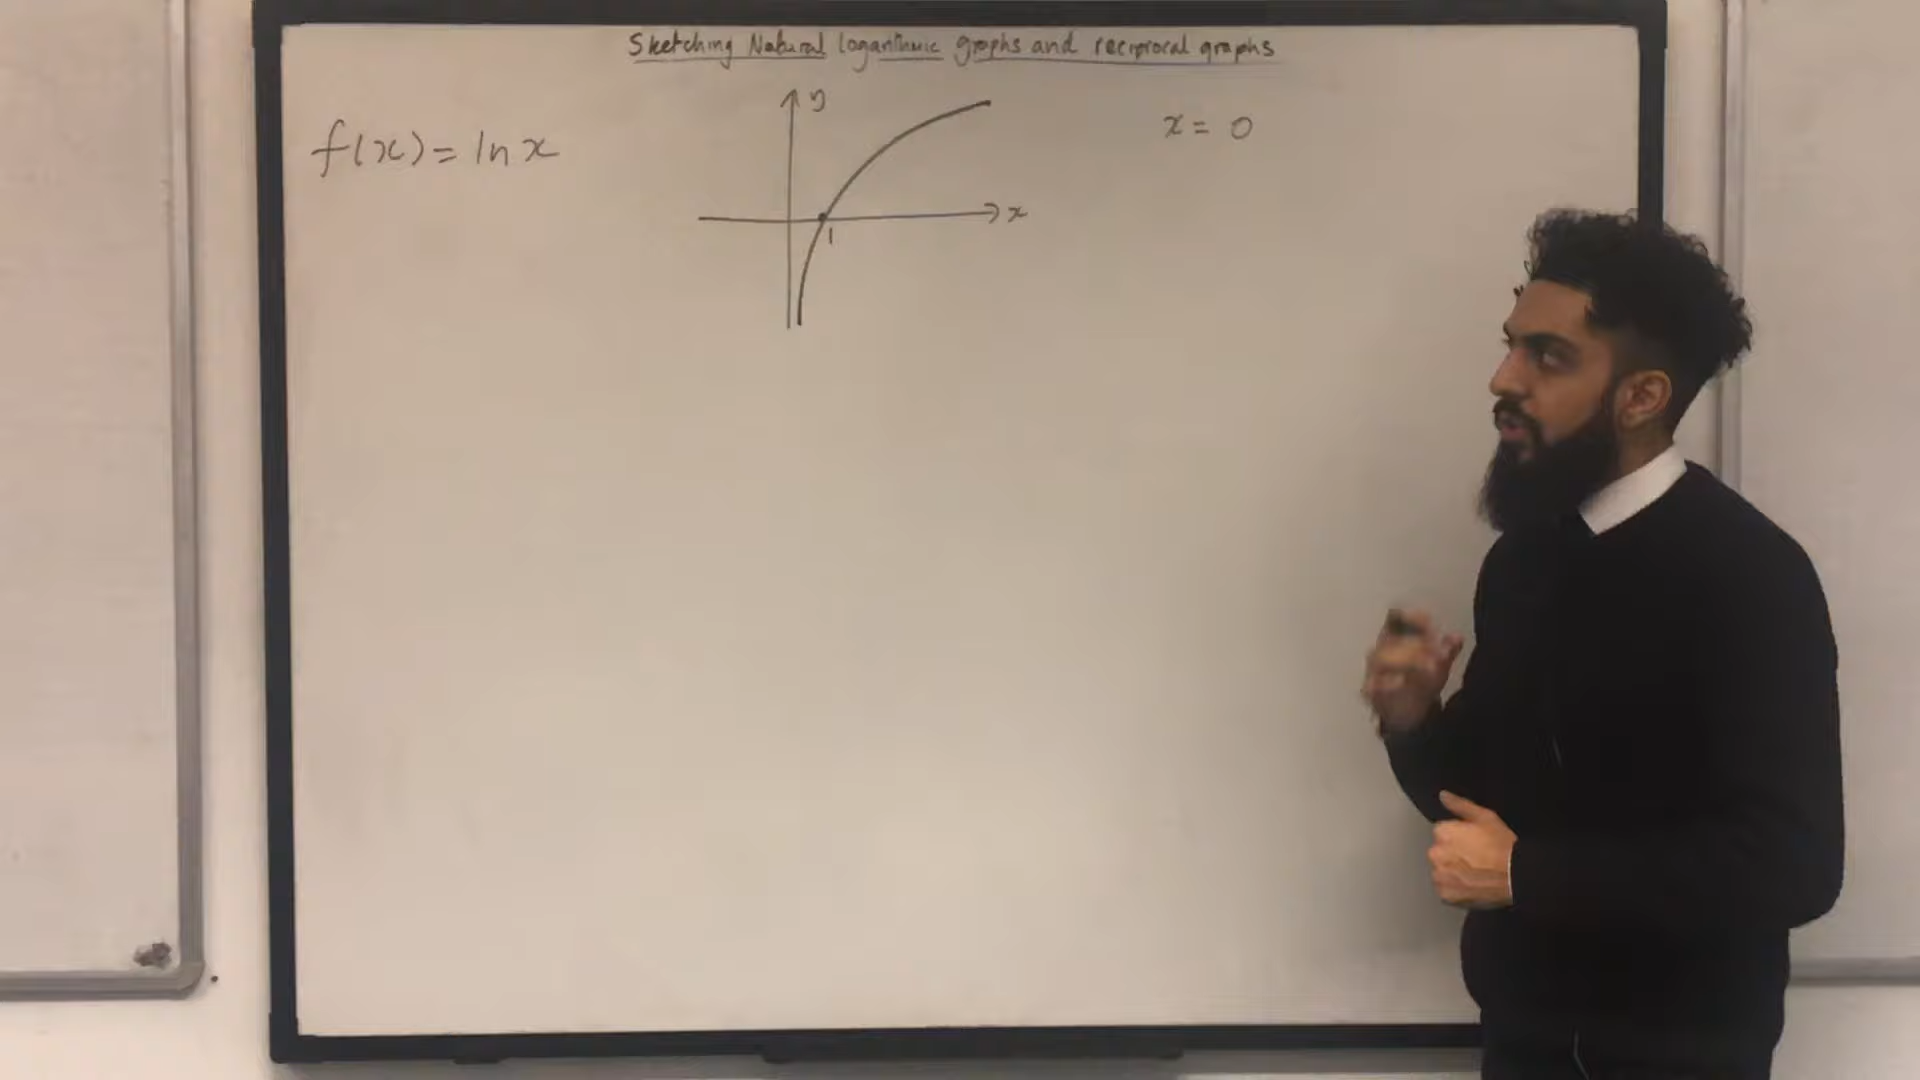 Sketching Natural logarithmic graphs and reciprocal graphs
f(x) = ln x
y
x
1
x = 0